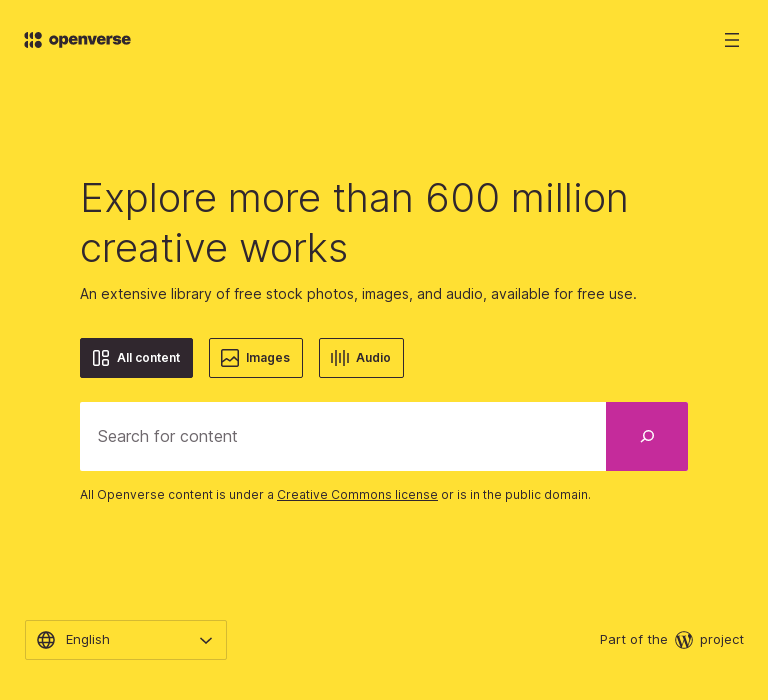 openverse
Explore more than 600 million
creative works
An extensive library of free stock photos, images, and audio, available for free use.
All content Images Audio
Search for content
All Openverse content is under a Creative Commons license or is in the public domain.
English Part of the project